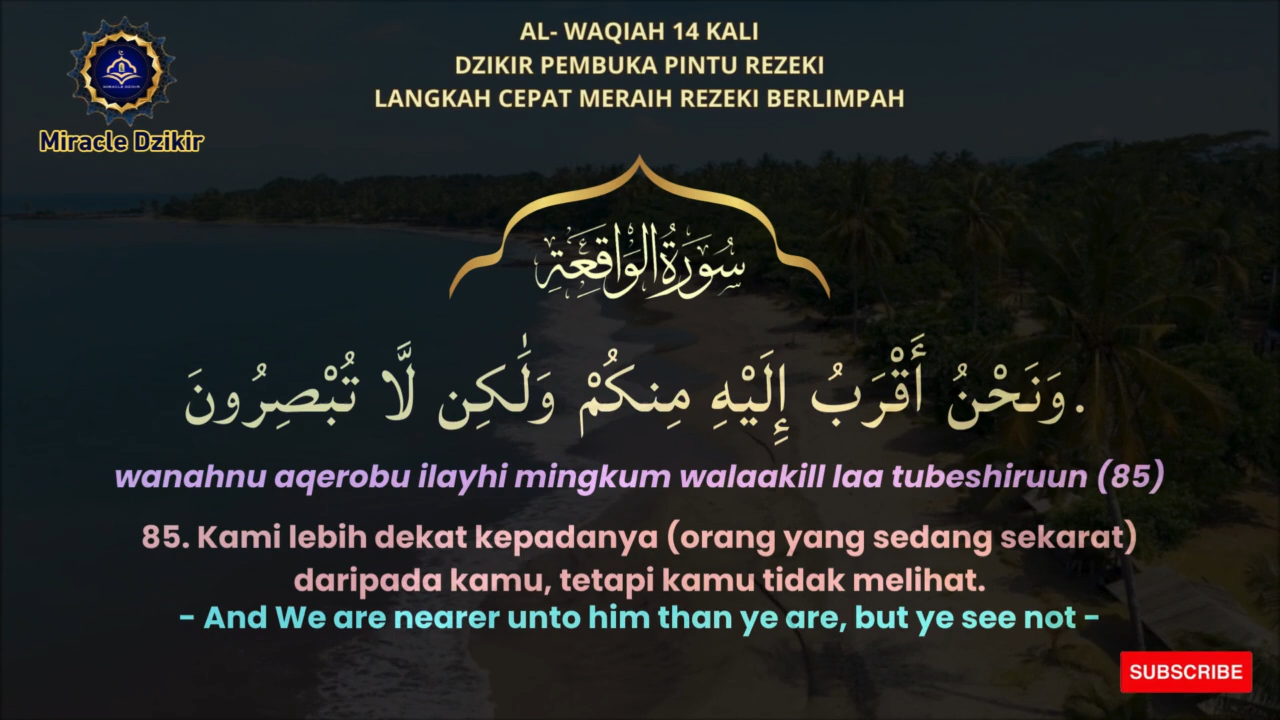 AL- WAQIAH 14 KALI
DZIKIR PEMBUKA PINTU REZEKI
LANGKAH CEPAT MERAIH REZEKI BERLIMPAH
MIRACLE DZIKIR
Miracle Dzikir
سُورَةُ الوَاقِعَةِ
وَنَحْنُ أَقْرَبُ إِلَيْهِ مِنكُمْ وَلَٰكِن لَّا تُبْصِرُونَ.
wanahnu aqerobu ilayhi mingkum walaakill laa tubeshiruun (85)
85. Kami lebih dekat kepadanya (orang yang sedang sekarat)
daripada kamu, tetapi kamu tidak melihat.
- And We are nearer unto him than ye are, but ye see not -
SUBSCRIBE